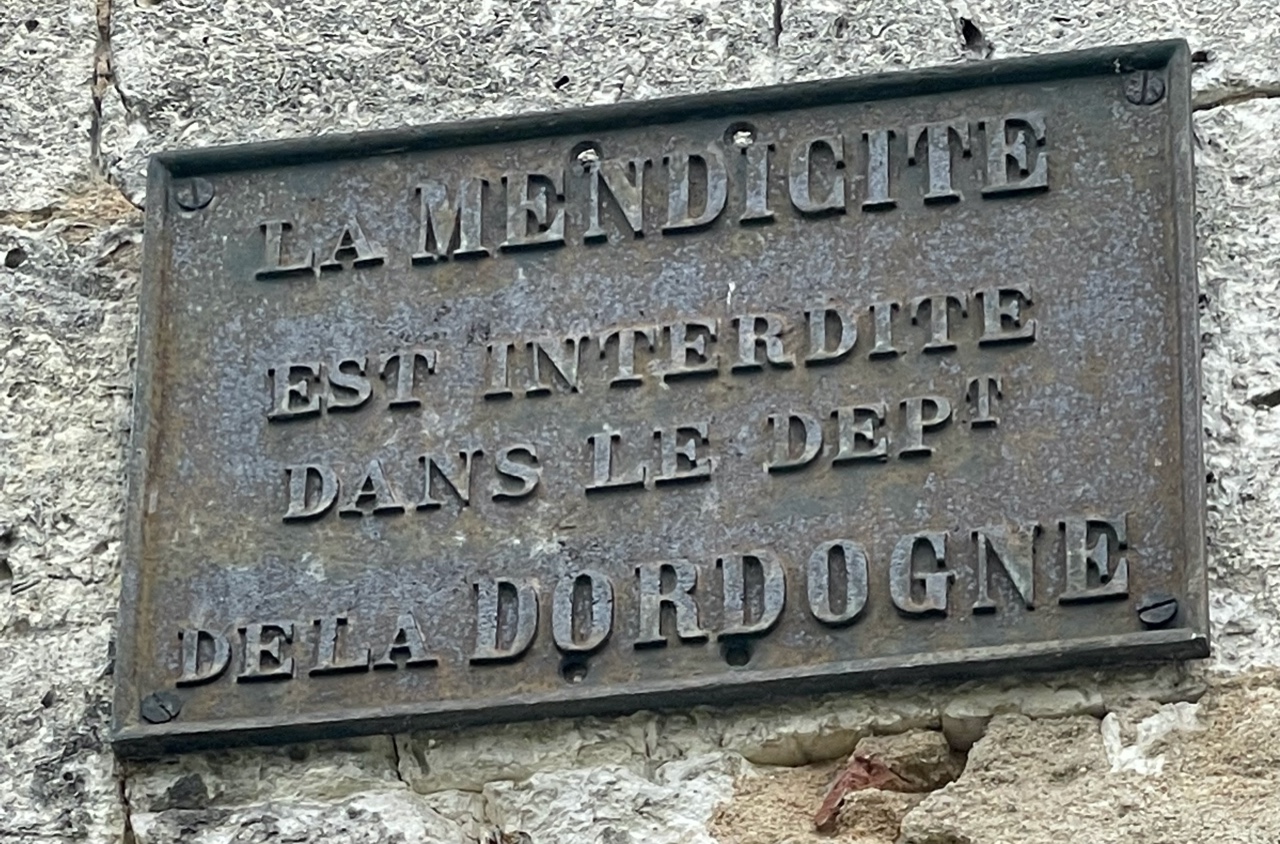 LA MENDICITE
EST INTERDITE
DANS LE DEPT
DE LA DORDOGNE